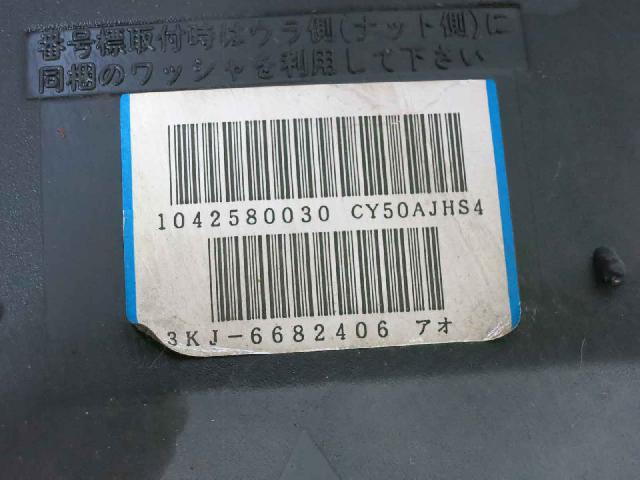 番号標取付時はウラ側(ナット側)に
同梱のワッシャを利用して下さい
1042580030 CY50AJHS4
3KJ-6682406 アオ